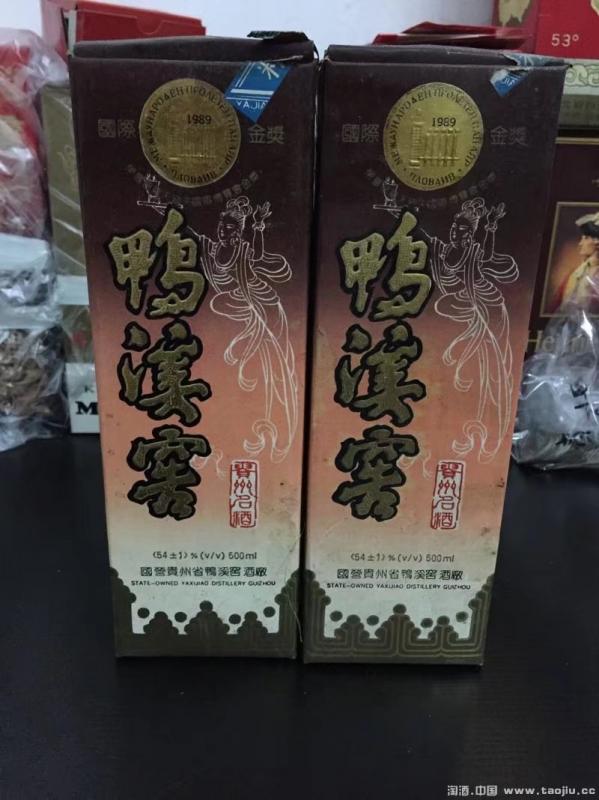 國際
1989
金獎
鴨溪窖
貴州名酒
(54±1)%(v/v) 500ml
國營貴州省鴨溪窖酒廠
STATE-OWNED YAXIJIAO DISTILLERY GUIZHOU
國際
1989
金獎
鴨溪窖
貴州名酒
(54±1)%(v/v) 500ml
國營貴州省鴨溪窖酒廠
STATE-OWNED YAXIJIAO DISTILLERY GUIZHOU
53°
淘酒.中国 www.taojiu.cc